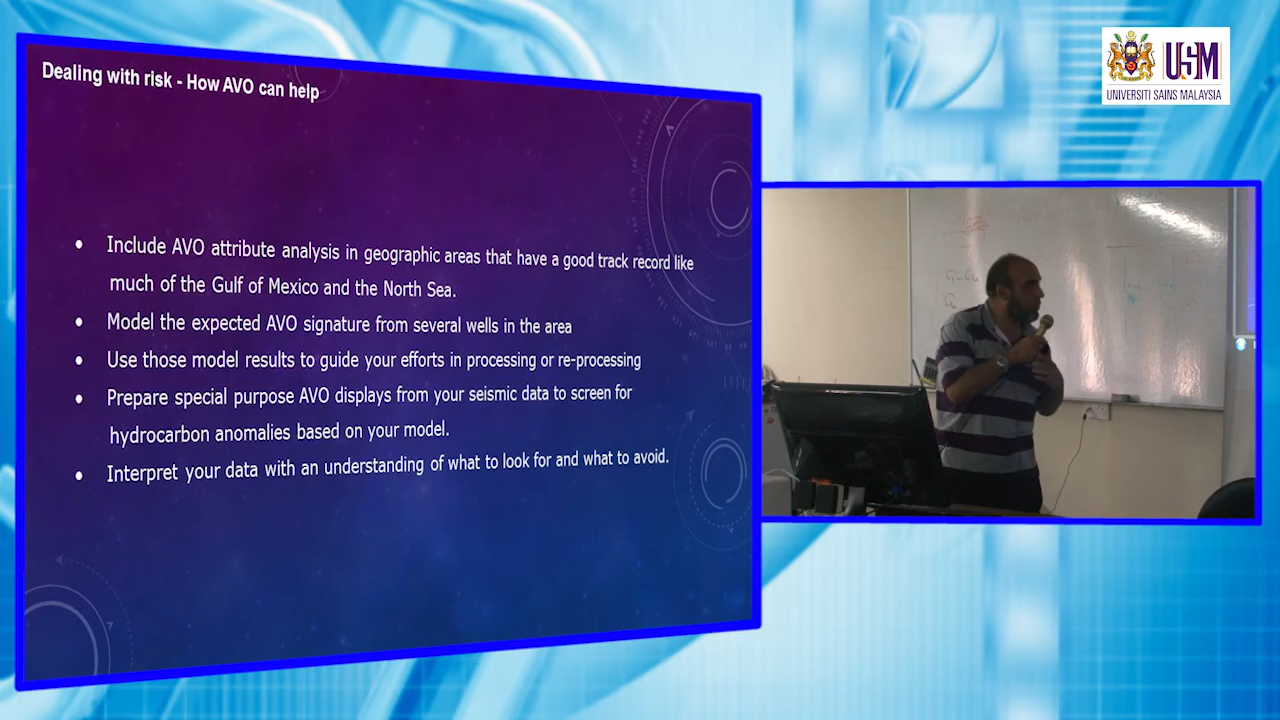 Dealing with risk - How AVO can help
• Include AVO attribute analysis in geographic areas that have a good track record like
much of the Gulf of Mexico and the North Sea.
• Model the expected AVO signature from several wells in the area
• Use those model results to guide your efforts in processing or re-processing
• Prepare special purpose AVO displays from your seismic data to screen for
hydrocarbon anomalies based on your model.
• Interpret your data with an understanding of what to look for and what to avoid.
USM
UNIVERSITI SAINS MALAYSIA